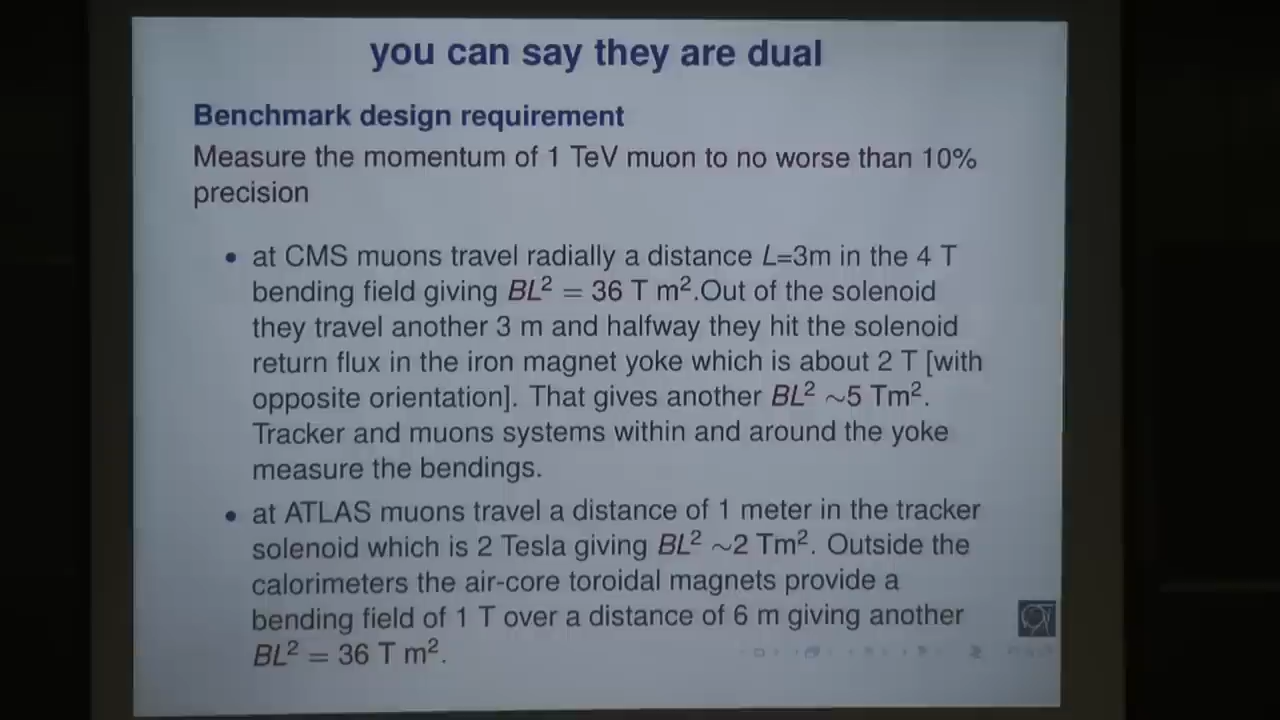 you can say they are dual
Benchmark design requirement
Measure the momentum of 1 TeV muon to no worse than 10%
precision
• at CMS muons travel radially a distance L=3m in the 4 T
bending field giving BL² = 36 T m².Out of the solenoid
they travel another 3 m and halfway they hit the solenoid
return flux in the iron magnet yoke which is about 2 T [with
opposite orientation]. That gives another BL² ∼5 Tm².
Tracker and muons systems within and around the yoke
measure the bendings.
• at ATLAS muons travel a distance of 1 meter in the tracker
solenoid which is 2 Tesla giving BL² ∼2 Tm². Outside the
calorimeters the air-core toroidal magnets provide a
bending field of 1 T over a distance of 6 m giving another
BL² = 36 T m².